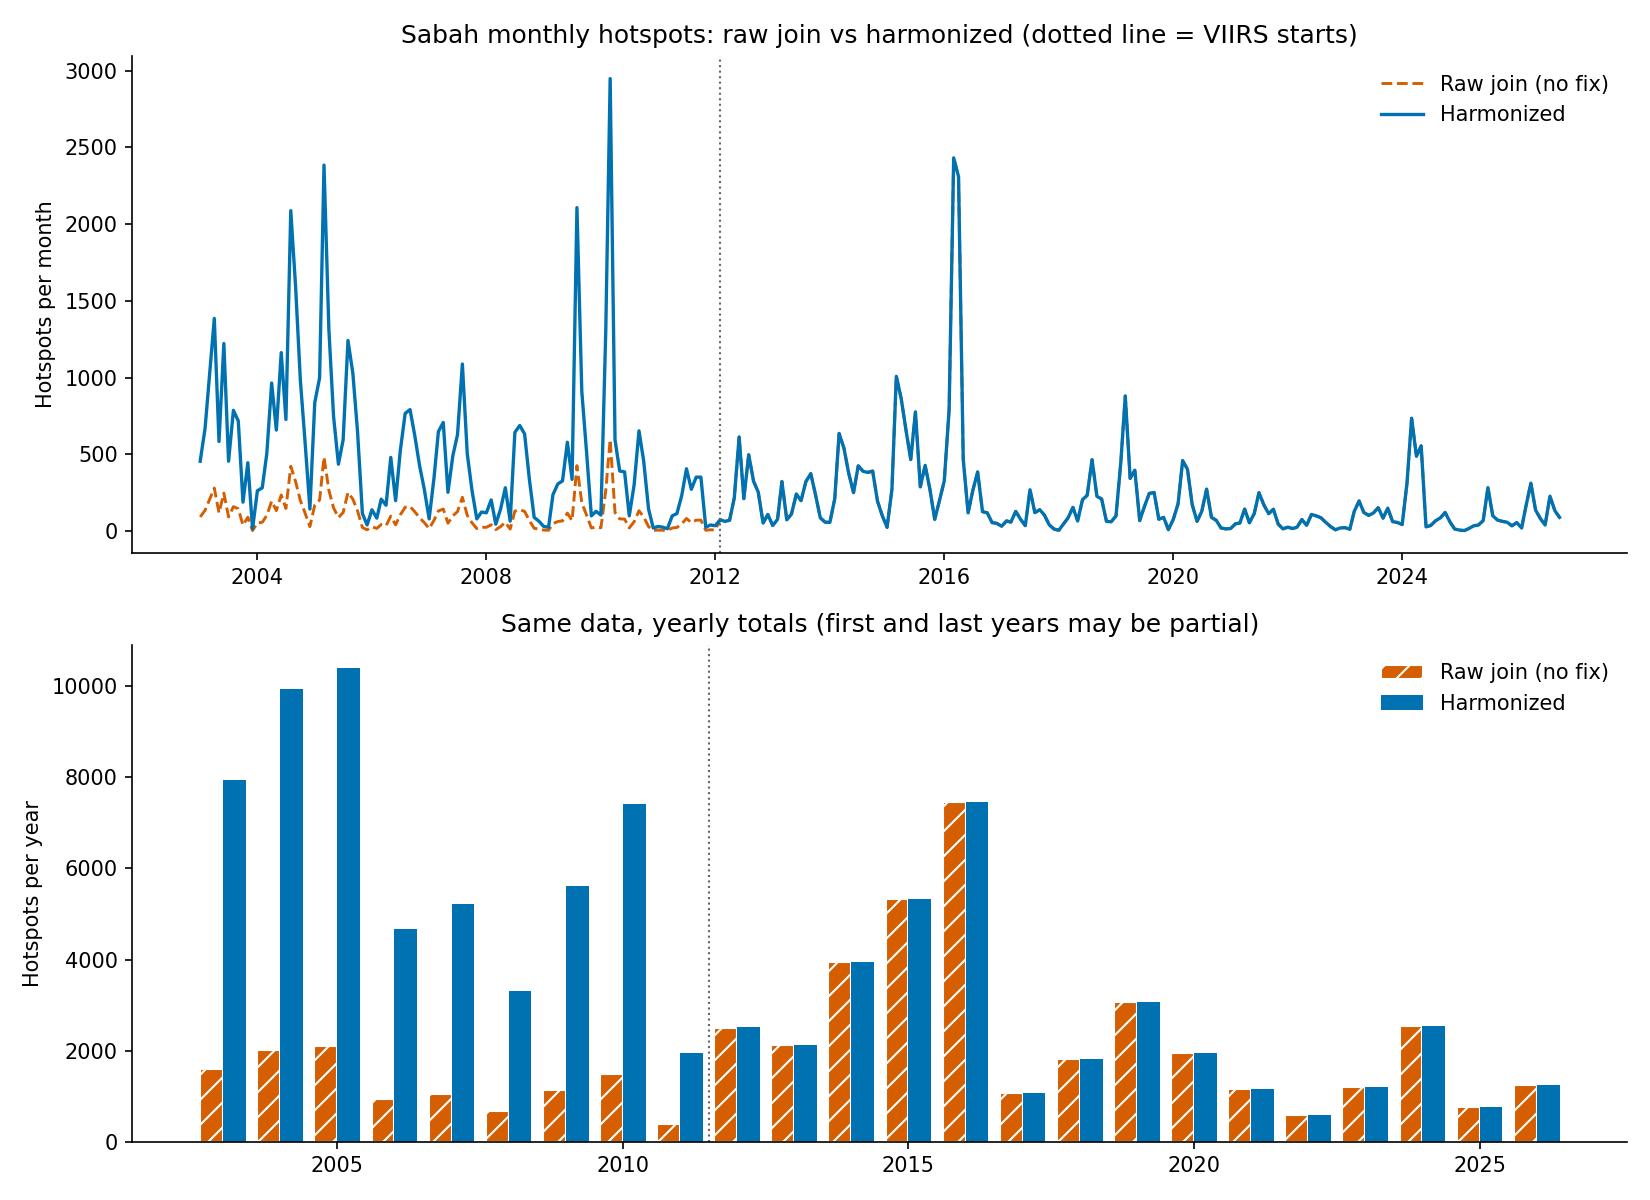 Sabah monthly hotspots: raw join vs harmonized (dotted line = VIIRS starts)
Hotspots per month
3000
2500
2000
1500
1000
500
0
Raw join (no fix)
Harmonized
2004 2008 2012 2016 2020 2024
Same data, yearly totals (first and last years may be partial)
Hotspots per year
10000
8000
6000
4000
2000
0
Raw join (no fix)
Harmonized
2005 2010 2015 2020 2025